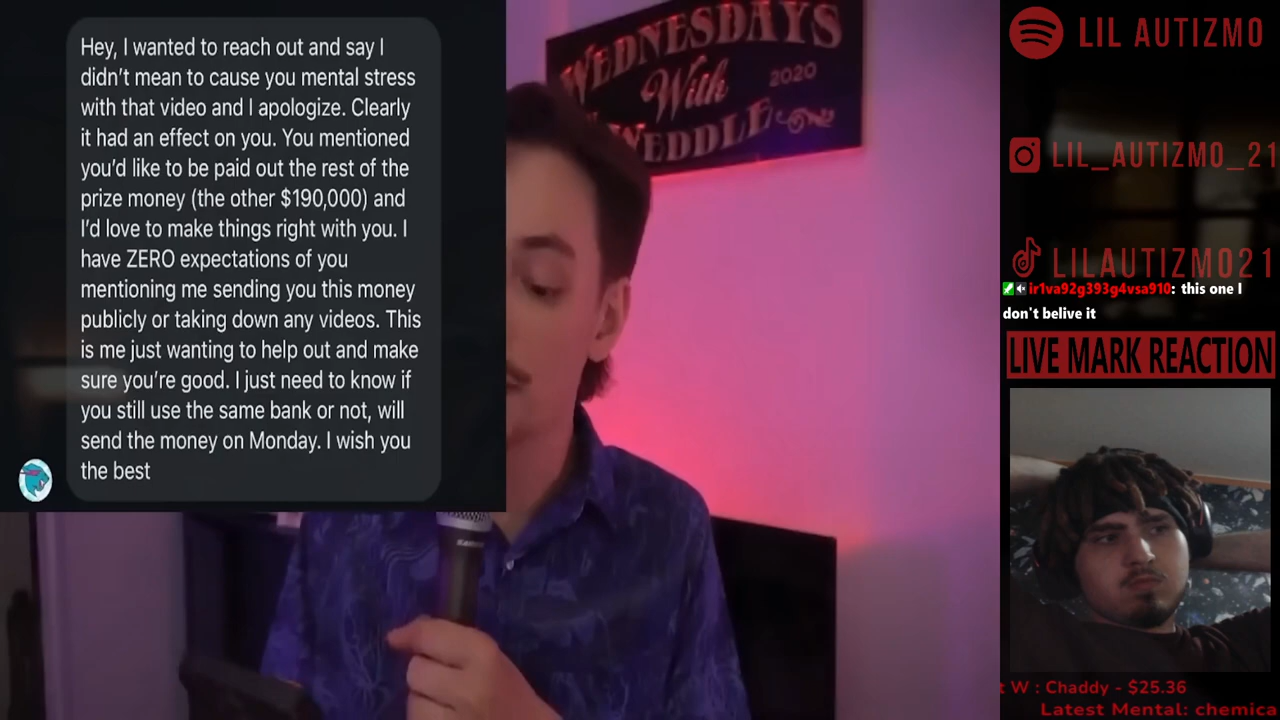 Hey, I wanted to reach out and say I
didn't mean to cause you mental stress
with that video and I apologize. Clearly
it had an effect on you. You mentioned
you'd like to be paid out the rest of the
prize money (the other $190,000) and
I'd love to make things right with you. I
have ZERO expectations of you
mentioning me sending you this money
publicly or taking down any videos. This
is me just wanting to help out and make
sure you're good. I just need to know if
you still use the same bank or not, will
send the money on Monday. I wish you
the best
WEDNESDAYS
With
2020
WEDDLE
LIL AUTIZMO
LIL_AUTIZMO_21
LILAUTIZMO21
ir1va92g393g4vsa910: this one I
don't belive it
LIVE MARK REACTION
t W : Chaddy - $25.36
Latest Mental: chemica